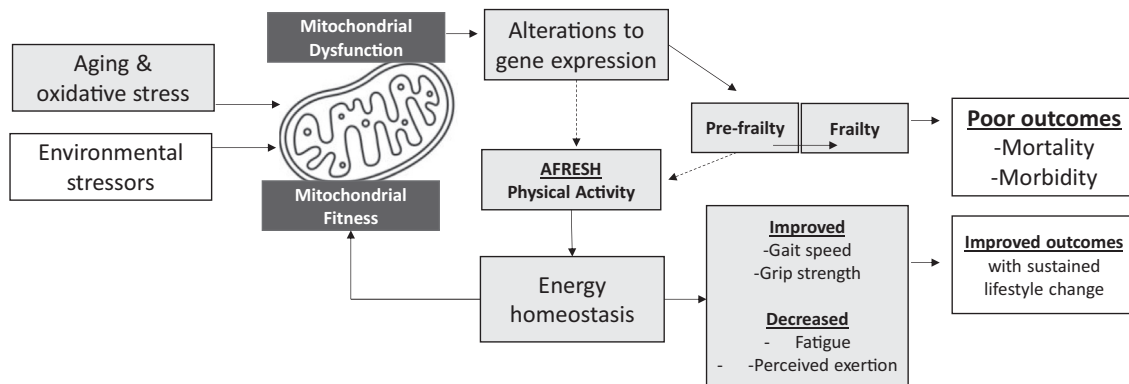 Aging &
oxidative stress
Environmental
stressors
Mitochondrial
Dysfunction
Mitochondrial
Fitness
Alterations to
gene expression
AFRESH
Physical Activity
Energy
homeostasis
Pre-frailty
Frailty
Poor outcomes
-Mortality
-Morbidity
Improved
-Gait speed
-Grip strength
Decreased
- Fatigue
- -Perceived exertion
Improved outcomes
with sustained
lifestyle change